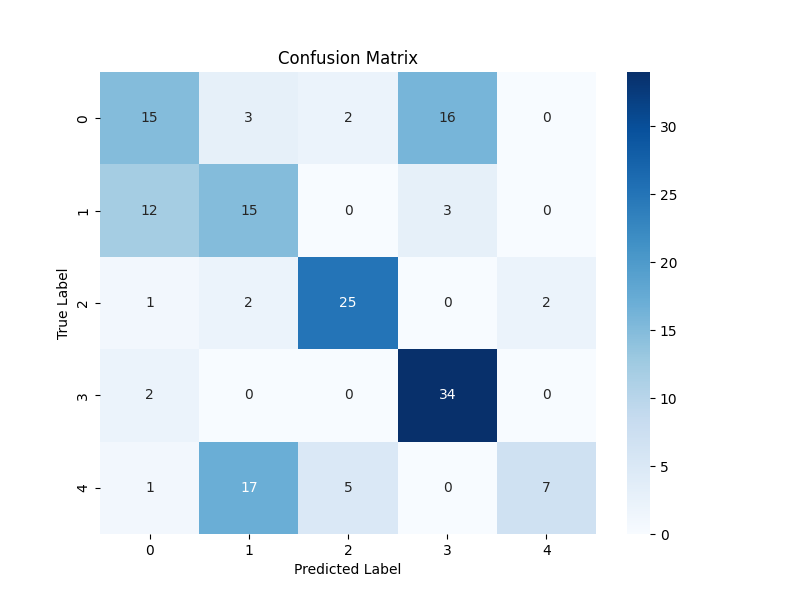 Confusion Matrix
True Label
0 15 3 2 16 0
1 12 15 0 3 0
2 1 2 25 0 2
3 2 0 0 34 0
4 1 17 5 0 7
0 1 2 3 4
Predicted Label
30
25
20
15
10
5
0